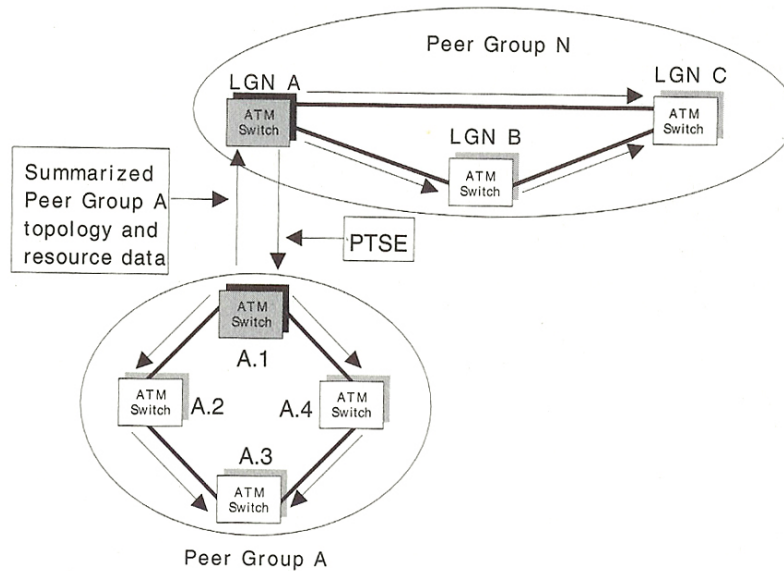 Peer Group N
LGN A
LGN C
ATM
Switch
ATM
Switch
LGN B
ATM
Switch
Summarized
Peer Group A
topology and
resource data
PTSE
ATM
Switch
A.1
ATM
Switch
A.2
A.4
ATM
Switch
A.3
ATM
Switch
Peer Group A